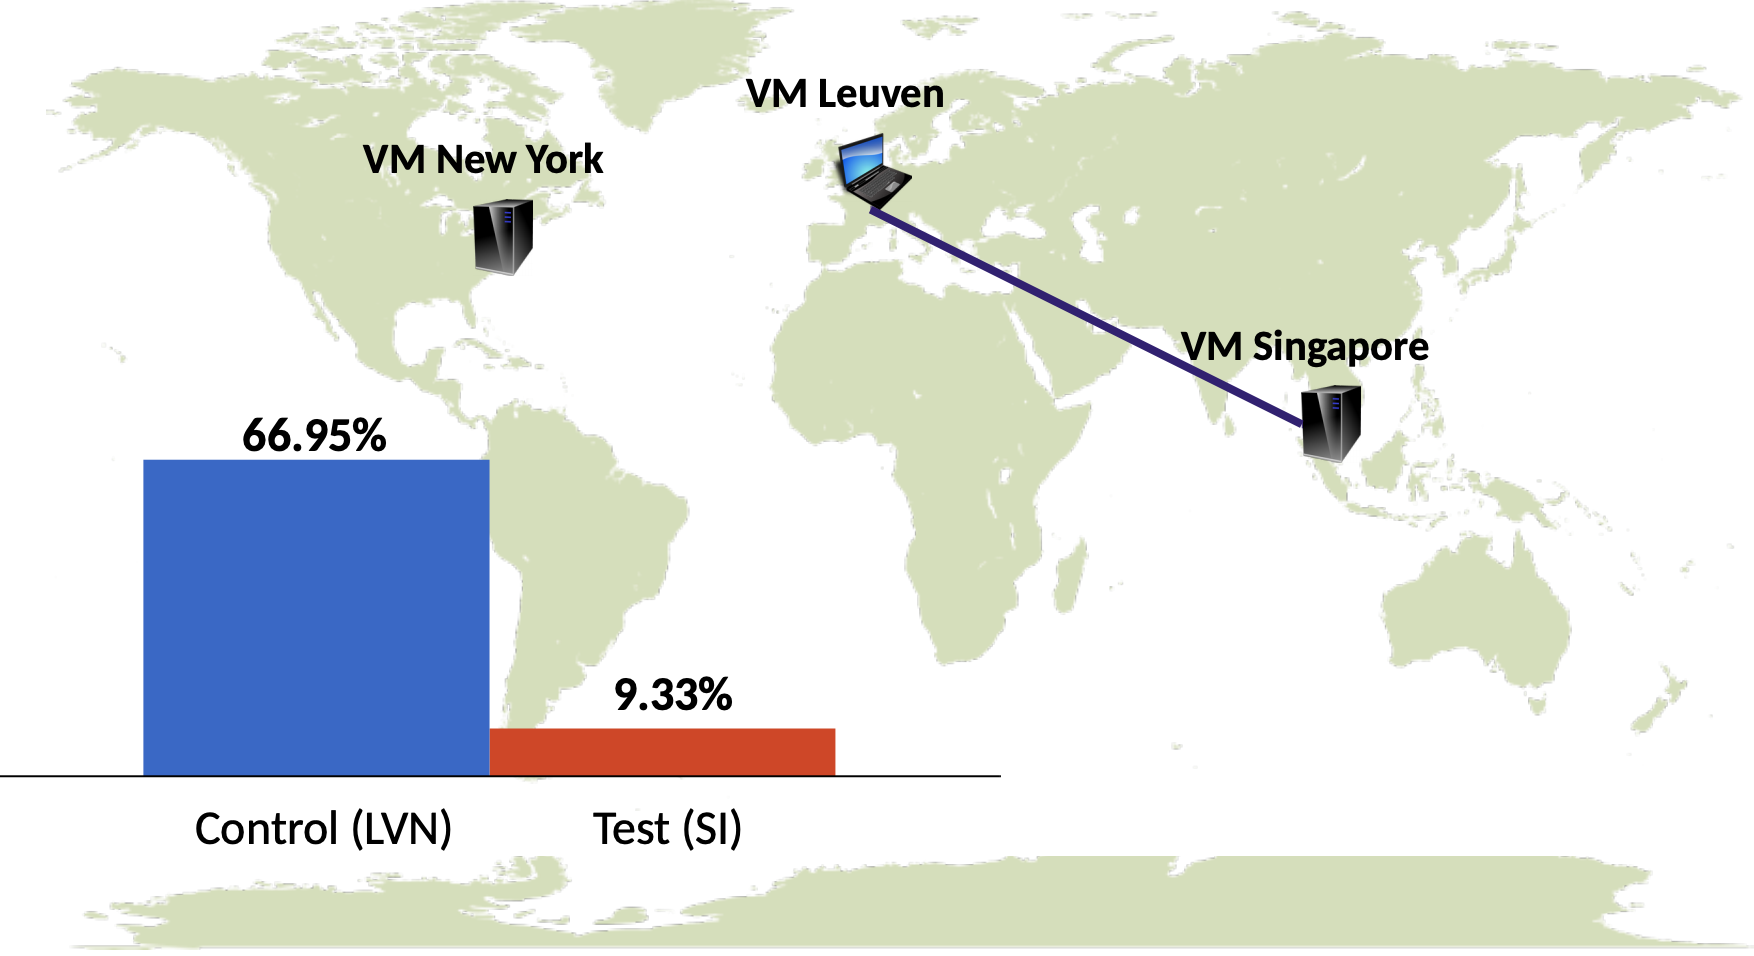 VM Leuven
VM New York
VM Singapore
66.95%
9.33%
Control (LVN)
Test (SI)